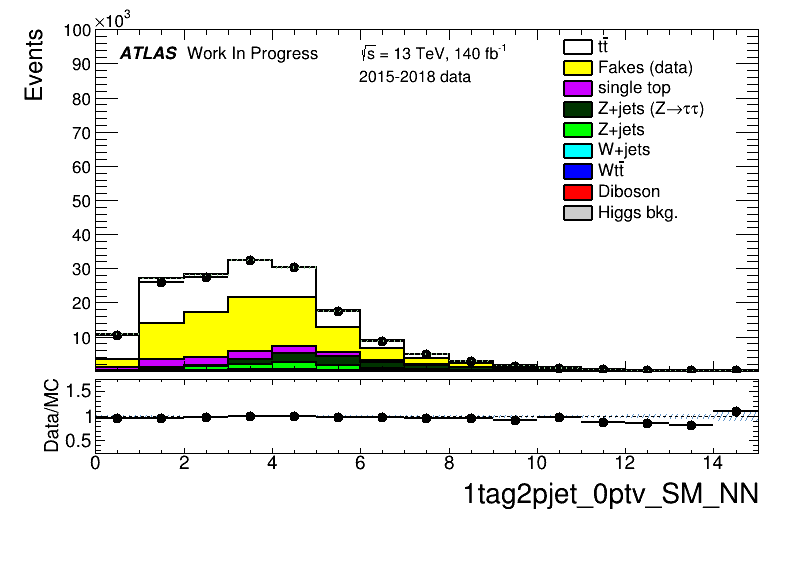 ×10³
Events
100
90
80
70
60
50
40
30
20
10
ATLAS Work In Progress
√s = 13 TeV, 140 fb⁻¹
2015-2018 data
tt̄
Fakes (data)
single top
Z+jets (Z→ττ)
Z+jets
W+jets
Wtt̄
Diboson
Higgs bkg.
Data/MC
1.5
1
0.5
0 2 4 6 8 10 12 14
1tag2pjet_0ptv_SM_NN